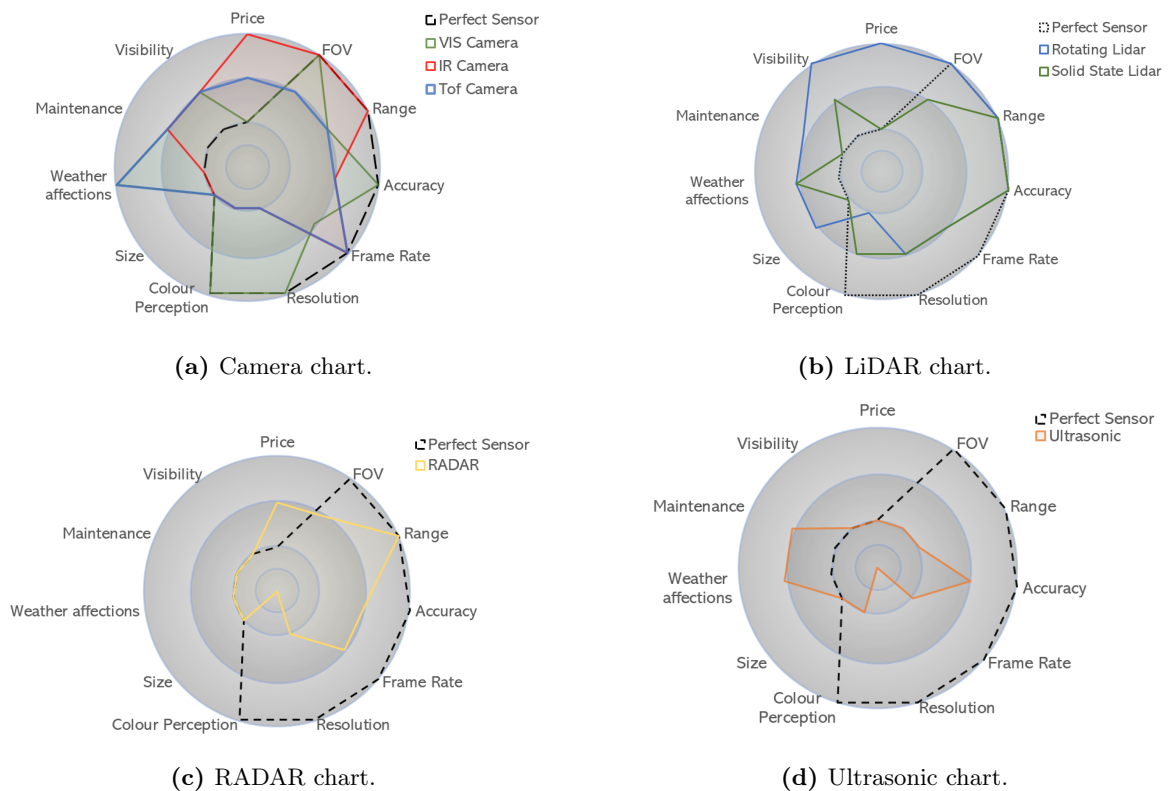 Price
FOV
Range
Accuracy
Frame Rate
Resolution
Colour
Perception
Size
Weather
affections
Maintenance
Visibility
Perfect Sensor
VIS Camera
IR Camera
Tof Camera
(a) Camera chart.
Price
FOV
Range
Accuracy
Frame Rate
Resolution
Colour
Perception
Size
Weather
affections
Maintenance
Visibility
Perfect Sensor
Rotating Lidar
Solid State Lidar
(b) LiDAR chart.
Price
FOV
Range
Accuracy
Frame Rate
Resolution
Colour Perception
Size
Weather affections
Maintenance
Visibility
Perfect Sensor
RADAR
(c) RADAR chart.
Price
FOV
Range
Accuracy
Frame Rate
Resolution
Colour
Perception
Size
Weather
affections
Maintenance
Visibility
Perfect Sensor
Ultrasonic
(d) Ultrasonic chart.